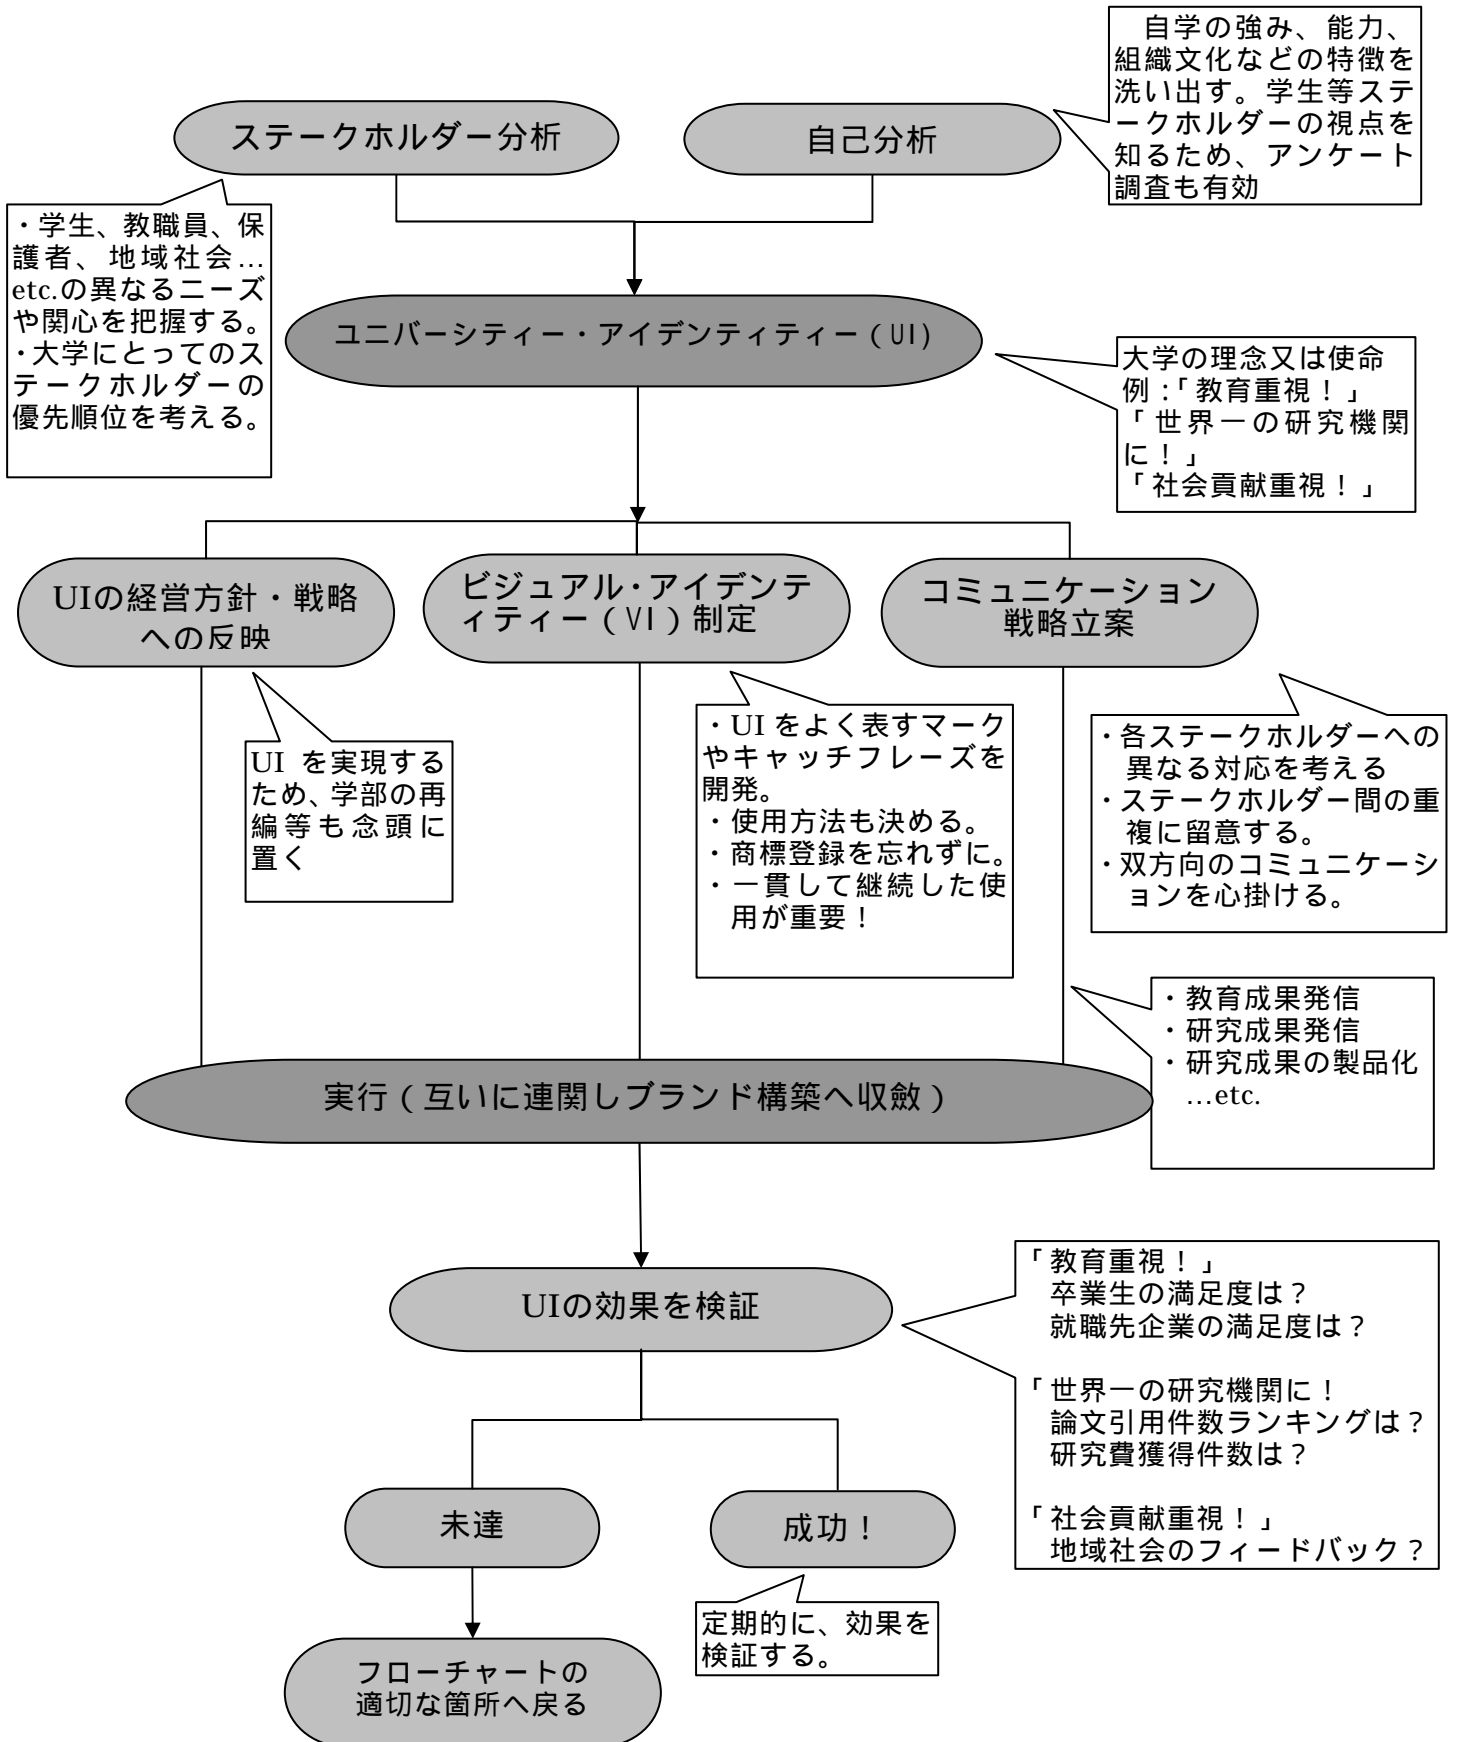 自学の強み、能力、
組織文化などの特徴を
洗い出す。学生等ステ
ークホルダーの視点を
知るため、アンケート
調査も有効
ステークホルダー分析
自己分析
・学生、教職員、保
護者、地域社会…
etc.の異なるニーズ
や関心を把握する。
・大学にとってのス
テークホルダーの
優先順位を考える。
ユニバーシティー・アイデンティティー（UI）
大学の理念又は使命
例：「教育重視！」
「世界一の研究機関
に！」
「社会貢献重視！」
UIの経営方針・戦略
への反映
ビジュアル・アイデンテ
ィティー（VI）制定
コミュニケーション
戦略立案
UI を実現する
ため、学部の再
編等も念頭に
置く
・UI をよく表すマーク
やキャッチフレーズを
開発。
・使用方法も決める。
・商標登録を忘れずに。
・一貫して継続した使
用が重要！
・各ステークホルダーへの
異なる対応を考える
・ステークホルダー間の重
複に留意する。
・双方向のコミュニケーシ
ョンを心掛ける。
・教育成果発信
・研究成果発信
・研究成果の製品化
…etc.
実行（互いに連関しブランド構築へ収斂）
UIの効果を検証
「教育重視！」
卒業生の満足度は？
就職先企業の満足度は？
「世界一の研究機関に！
論文引用件数ランキングは？
研究費獲得件数は？
「社会貢献重視！」
地域社会のフィードバック？
未達
成功！
定期的に、効果を
検証する。
フローチャートの
適切な箇所へ戻る